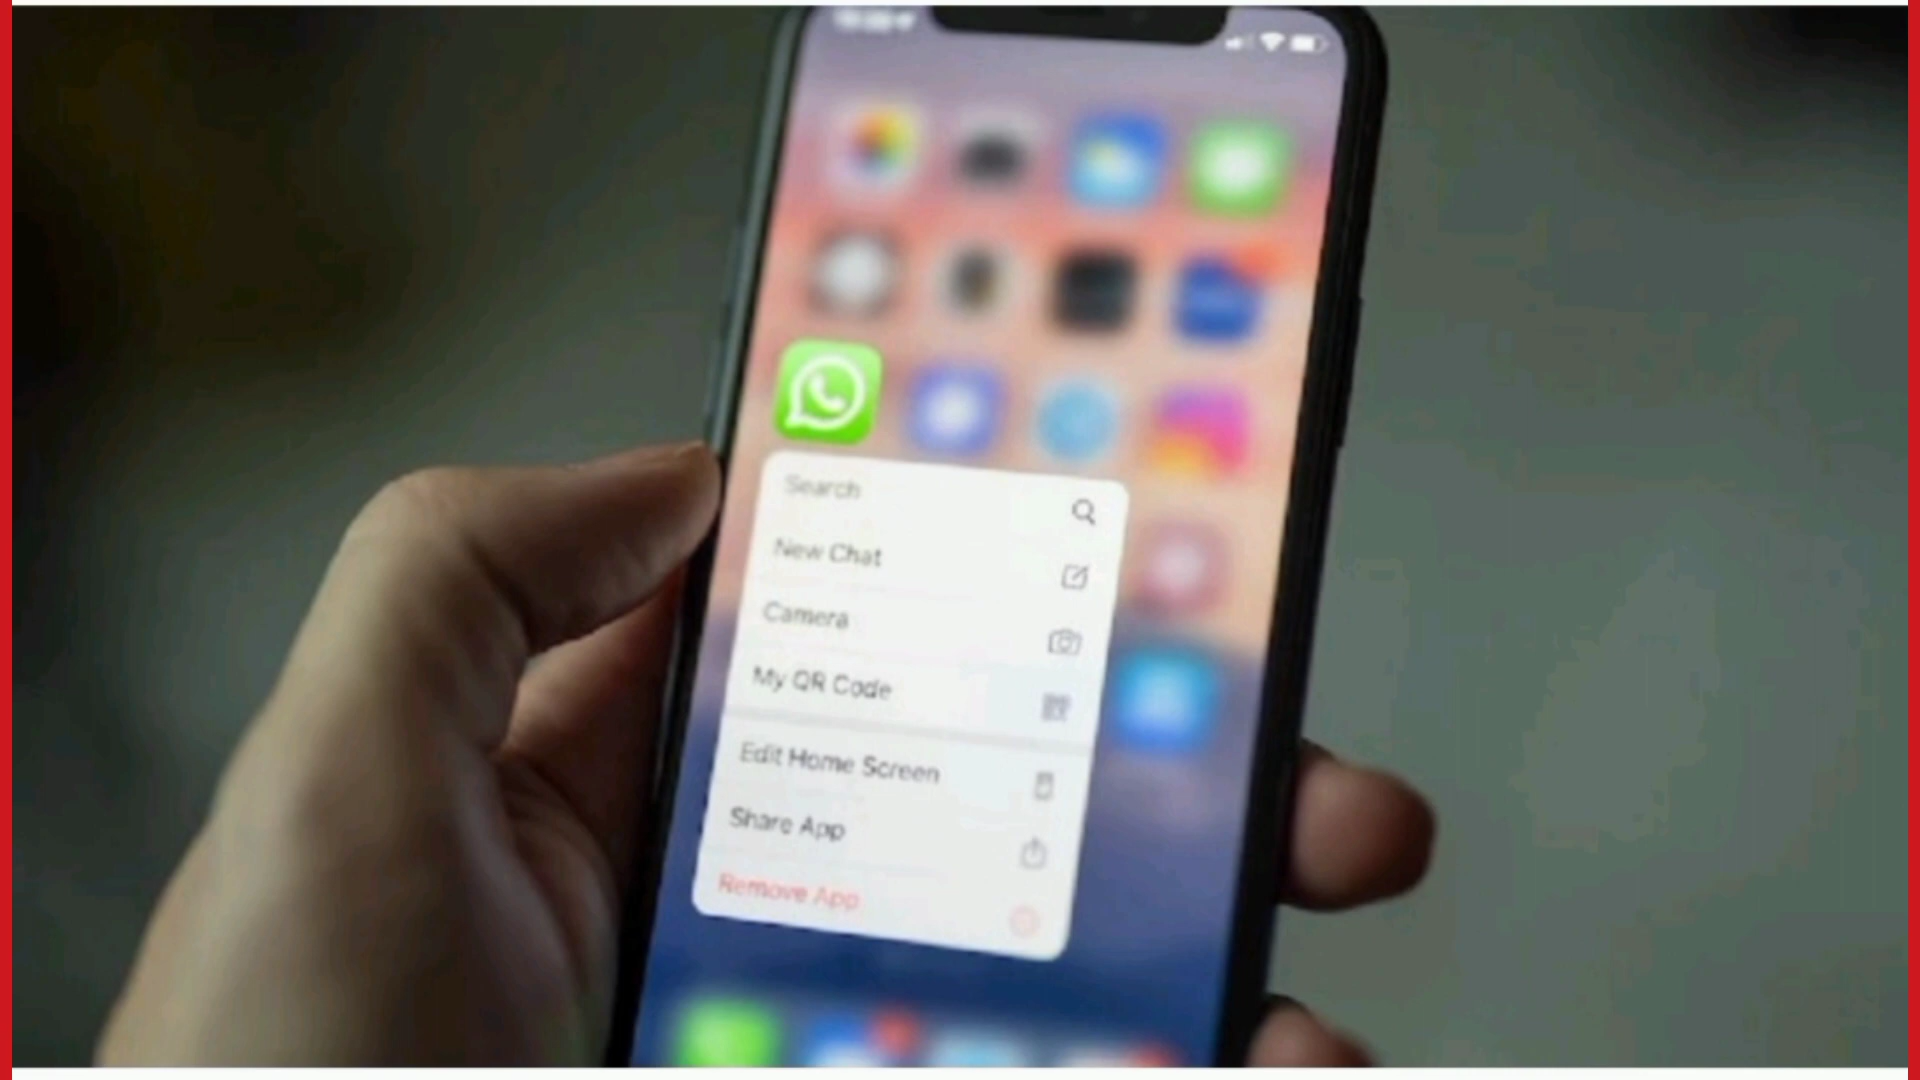 Search
New Chat
Camera
My QR Code
Edit Home Screen
Share App
Remove App